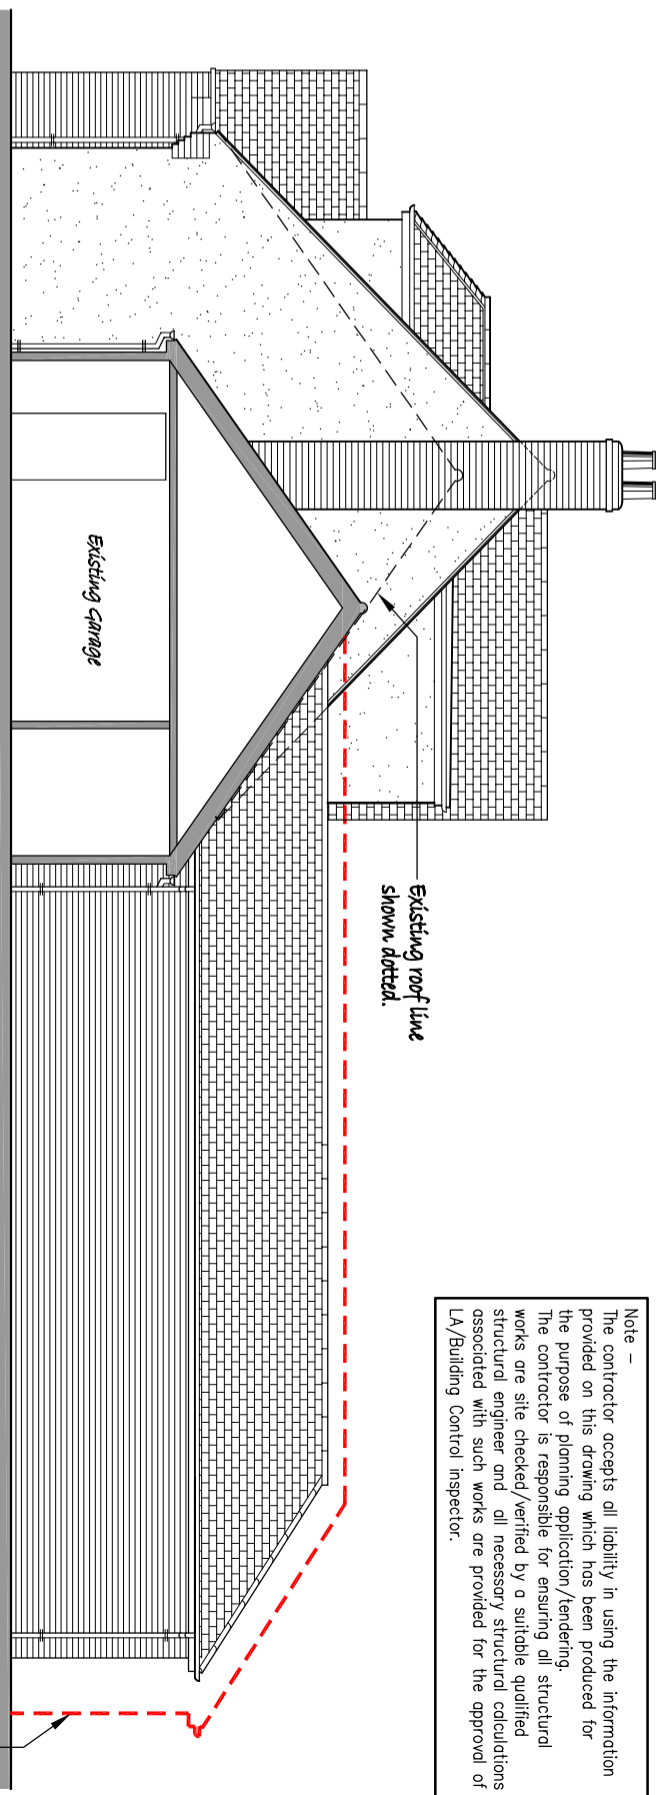 Note –
The contractor accepts all liability in using the information
provided on this drawing which has been produced for
the purpose of planning application/tendering.
The contractor is responsible for ensuring all structural
works are site checked/verified by a suitable qualified
structural engineer and all necessary structural calculations
associated with such works are provided for the approval of
LA/Building Control inspector.
Existing roof line
shown dotted.
Existing Garage